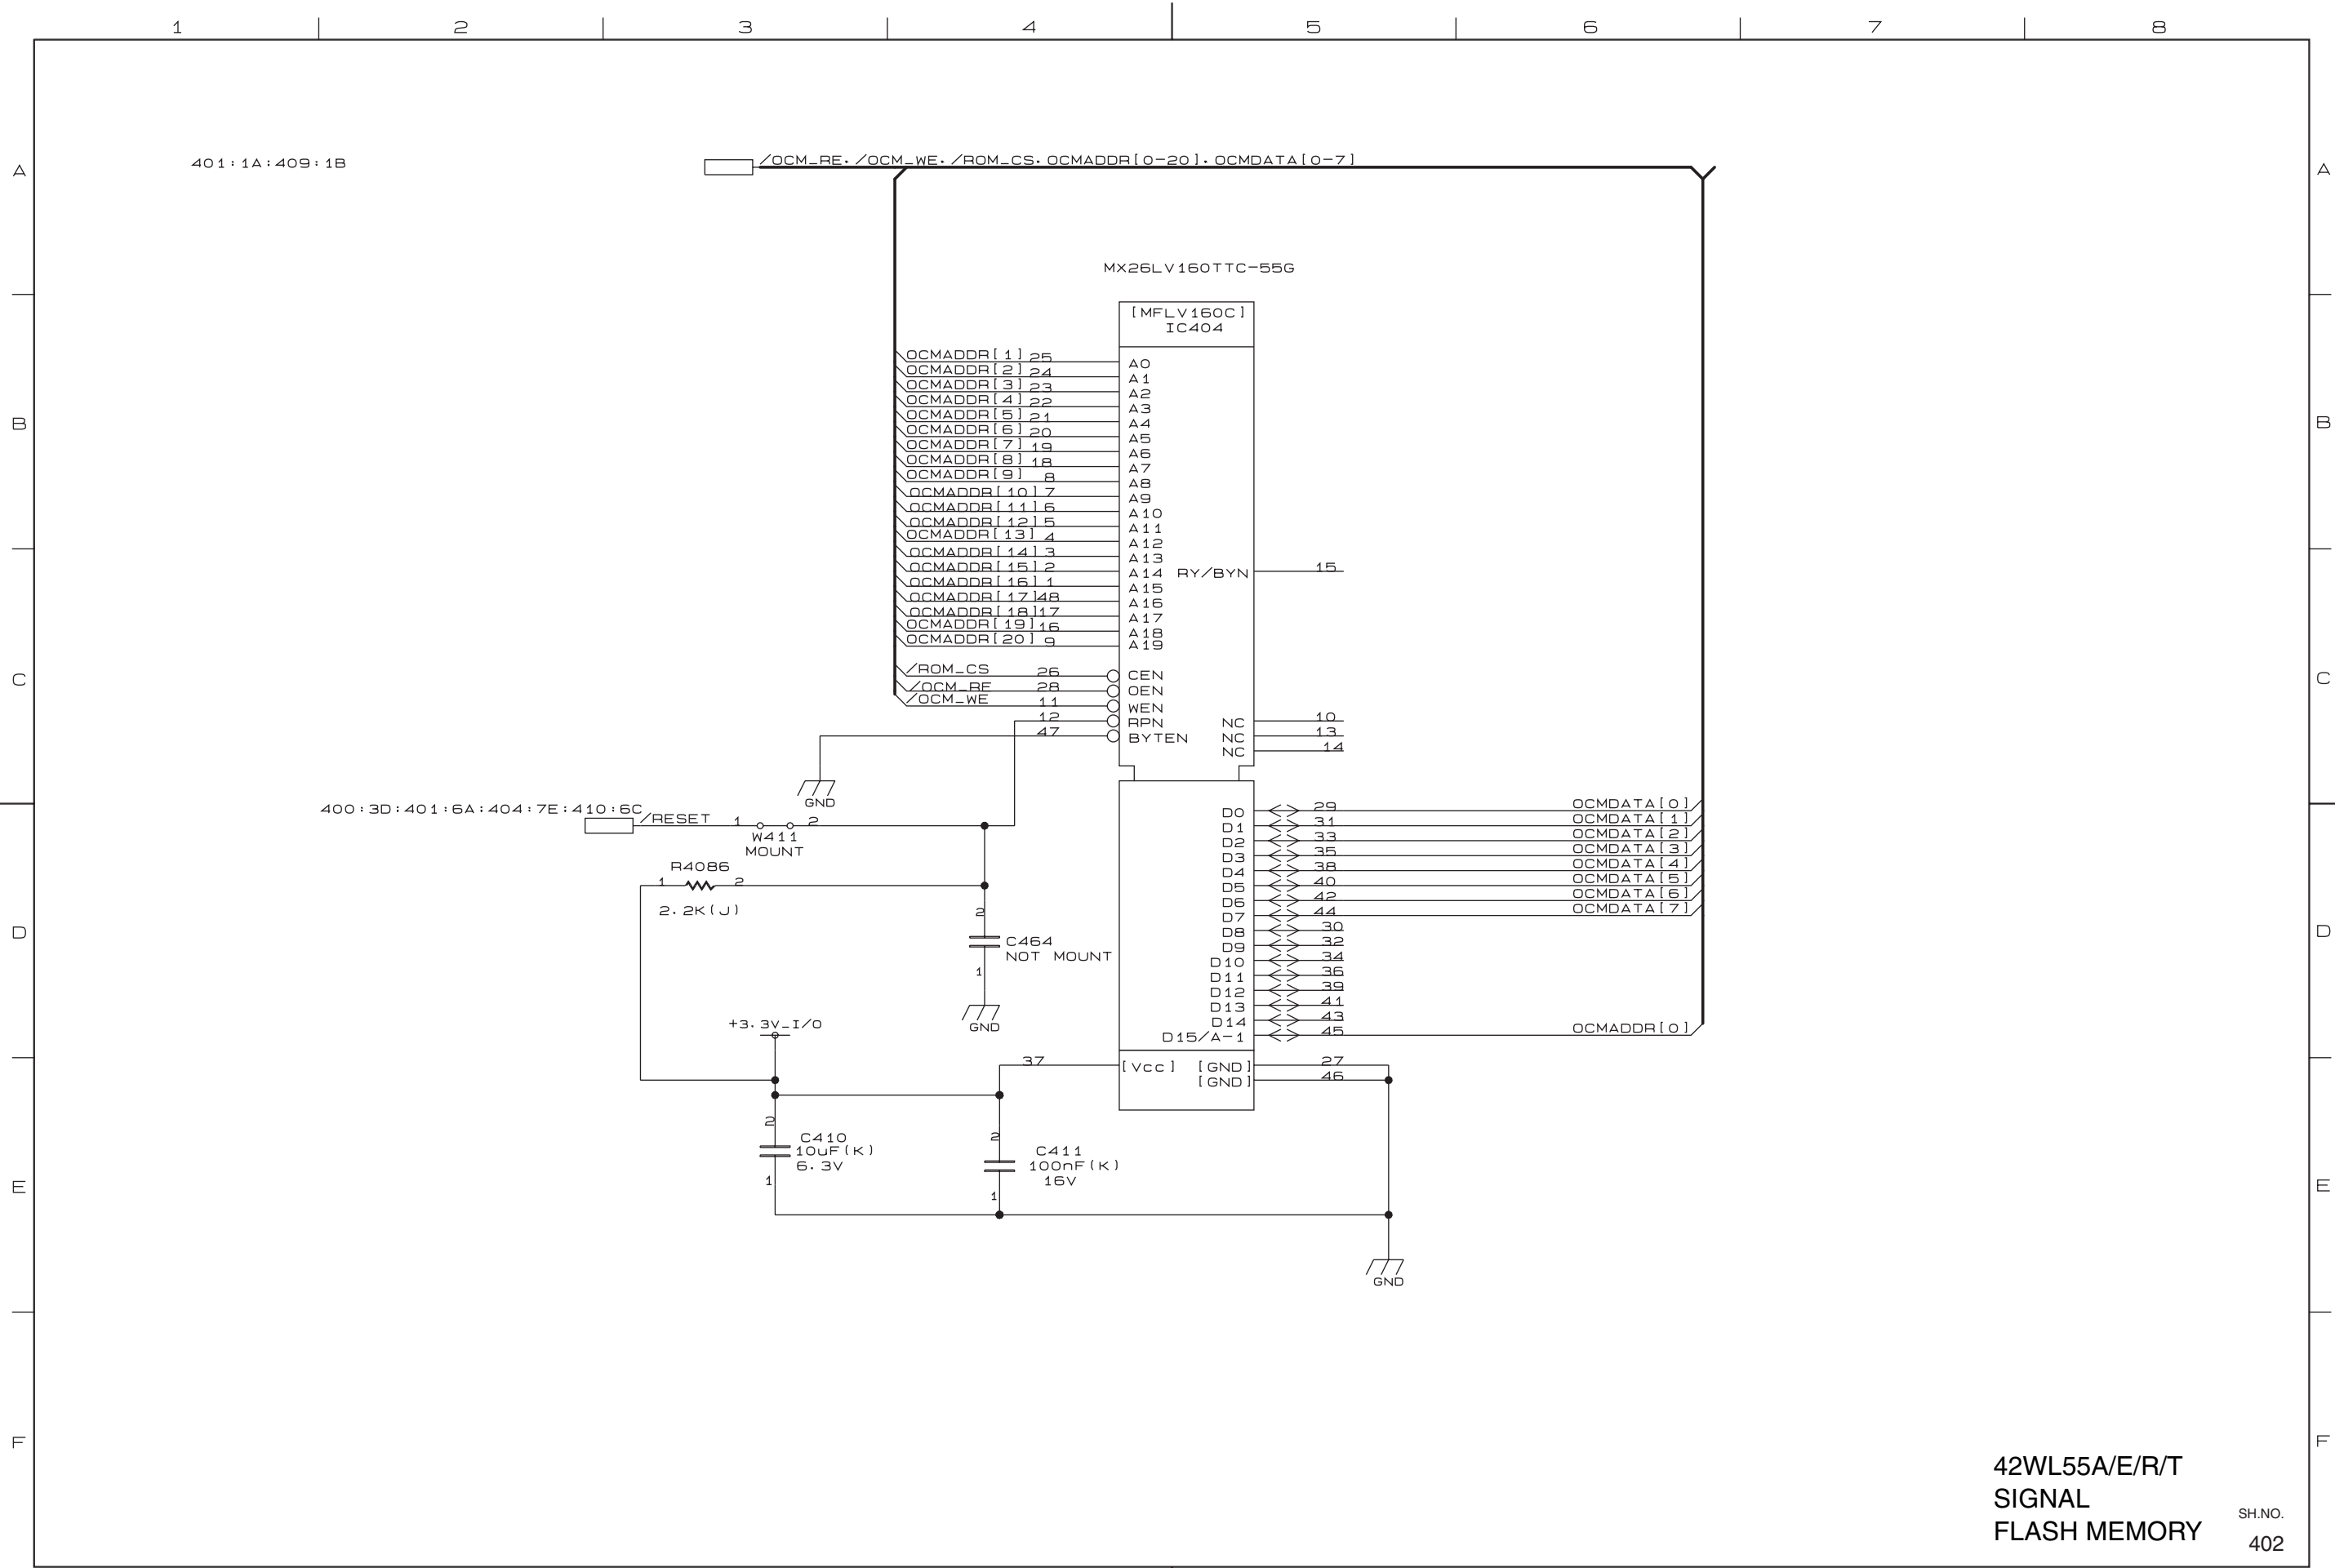 1 2 3 4 5 6 7 8
A A
401:1A:409:1B
/OCM_RE. /OCM_WE. /ROM_CS. OCMADDR[0-20]. OCMDATA[0-7]
MX26LV160TTC-55G
[MFLV160C]
IC404
OCMADDR[1] 25 A0
OCMADDR[2] 24 A1
OCMADDR[3] 23 A2
OCMADDR[4] 22 A3
B B
OCMADDR[5] 21 A4
OCMADDR[6] 20 A5
OCMADDR[7] 19 A6
OCMADDR[8] 18 A7
OCMADDR[9] 8 A8
OCMADDR[10] 7 A9
OCMADDR[11] 6 A10
OCMADDR[12] 5 A11
OCMADDR[13] 4 A12
OCMADDR[14] 3 A13
OCMADDR[15] 2 A14 RY/BYN 15
OCMADDR[16] 1 A15
OCMADDR[17] 48 A16
OCMADDR[18] 17 A17
OCMADDR[19] 16 A18
OCMADDR[20] 9 A19
/ROM_CS 26 CEN
C C
/OCM_RE 28 OEN
/OCM_WE 11 WEN
12 RPN NC 10
47 BYTEN NC 13
NC 14
GND
400:3D:401:6A:404:7E:410:6C
/RESET 1 2
W411
MOUNT
D0 29 OCMDATA[0]
D1 31 OCMDATA[1]
D2 33 OCMDATA[2]
D3 35 OCMDATA[3]
D4 38 OCMDATA[4]
D5 40 OCMDATA[5]
D6 42 OCMDATA[6]
D7 44 OCMDATA[7]
R4086
1 2
2.2K(J)
D D
D8 30
D9 32
D10 34
D11 36
D12 39
D13 41
D14 43
D15/A-1 45 OCMADDR[0]
2
C464
NOT MOUNT
1
GND
+3.3V_I/O
37 [Vcc] [GND] 27
[GND] 46
2
C410
10uF(K)
6.3V
1
2
C411
100nF(K)
16V
1
E E
GND
F F
42WL55A/E/R/T
SIGNAL
FLASH MEMORY
SH.NO.
402